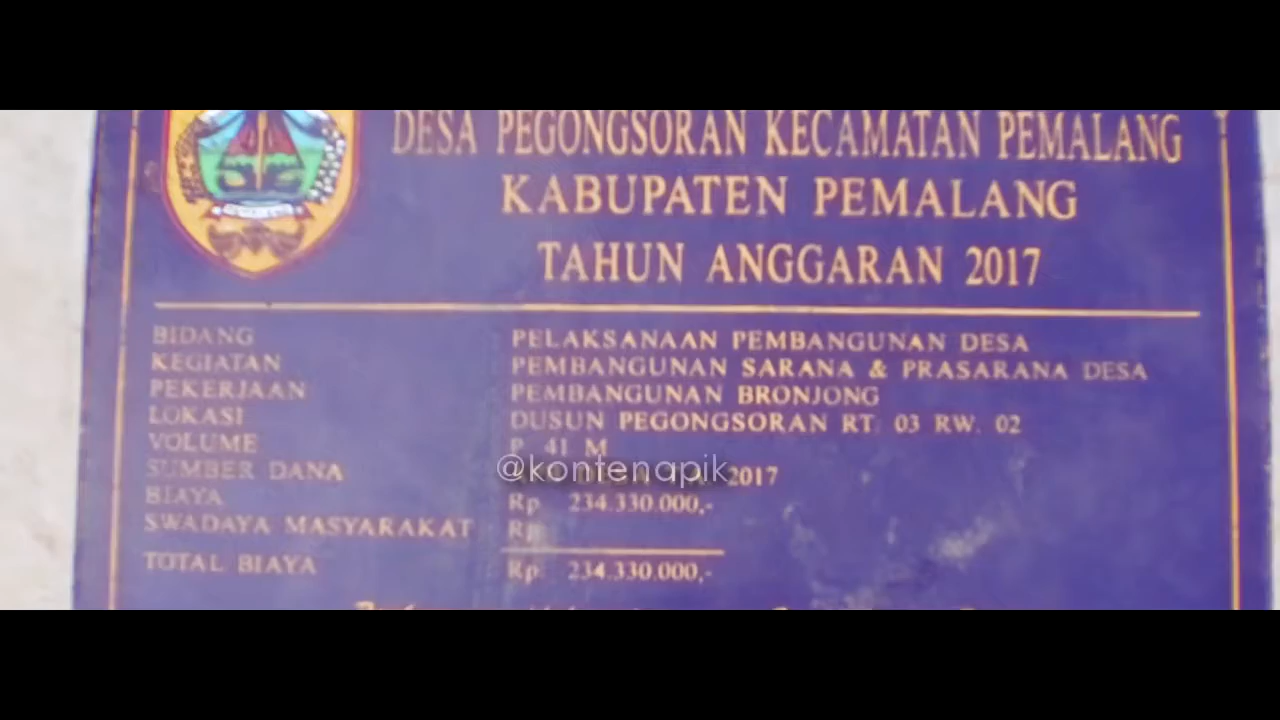 DESA PEGONGSORAN KECAMATAN PEMALANG
KABUPATEN PEMALANG
TAHUN ANGGARAN 2017
BIDANG PELAKSANAAN PEMBANGUNAN DESA
KEGIATAN PEMBANGUNAN SARANA & PRASARANA DESA
PEKERJAAN PEMBANGUNAN BRONJONG
LOKASI DUSUN PEGONGSORAN RT. 03 RW. 02
VOLUME P. 41 M
SUMBER DANA 2017
@kontenapik
BIAYA Rp. 234.330.000,-
SWADAYA MASYARAKAT Rp.
TOTAL BIAYA Rp. 234.330.000,-